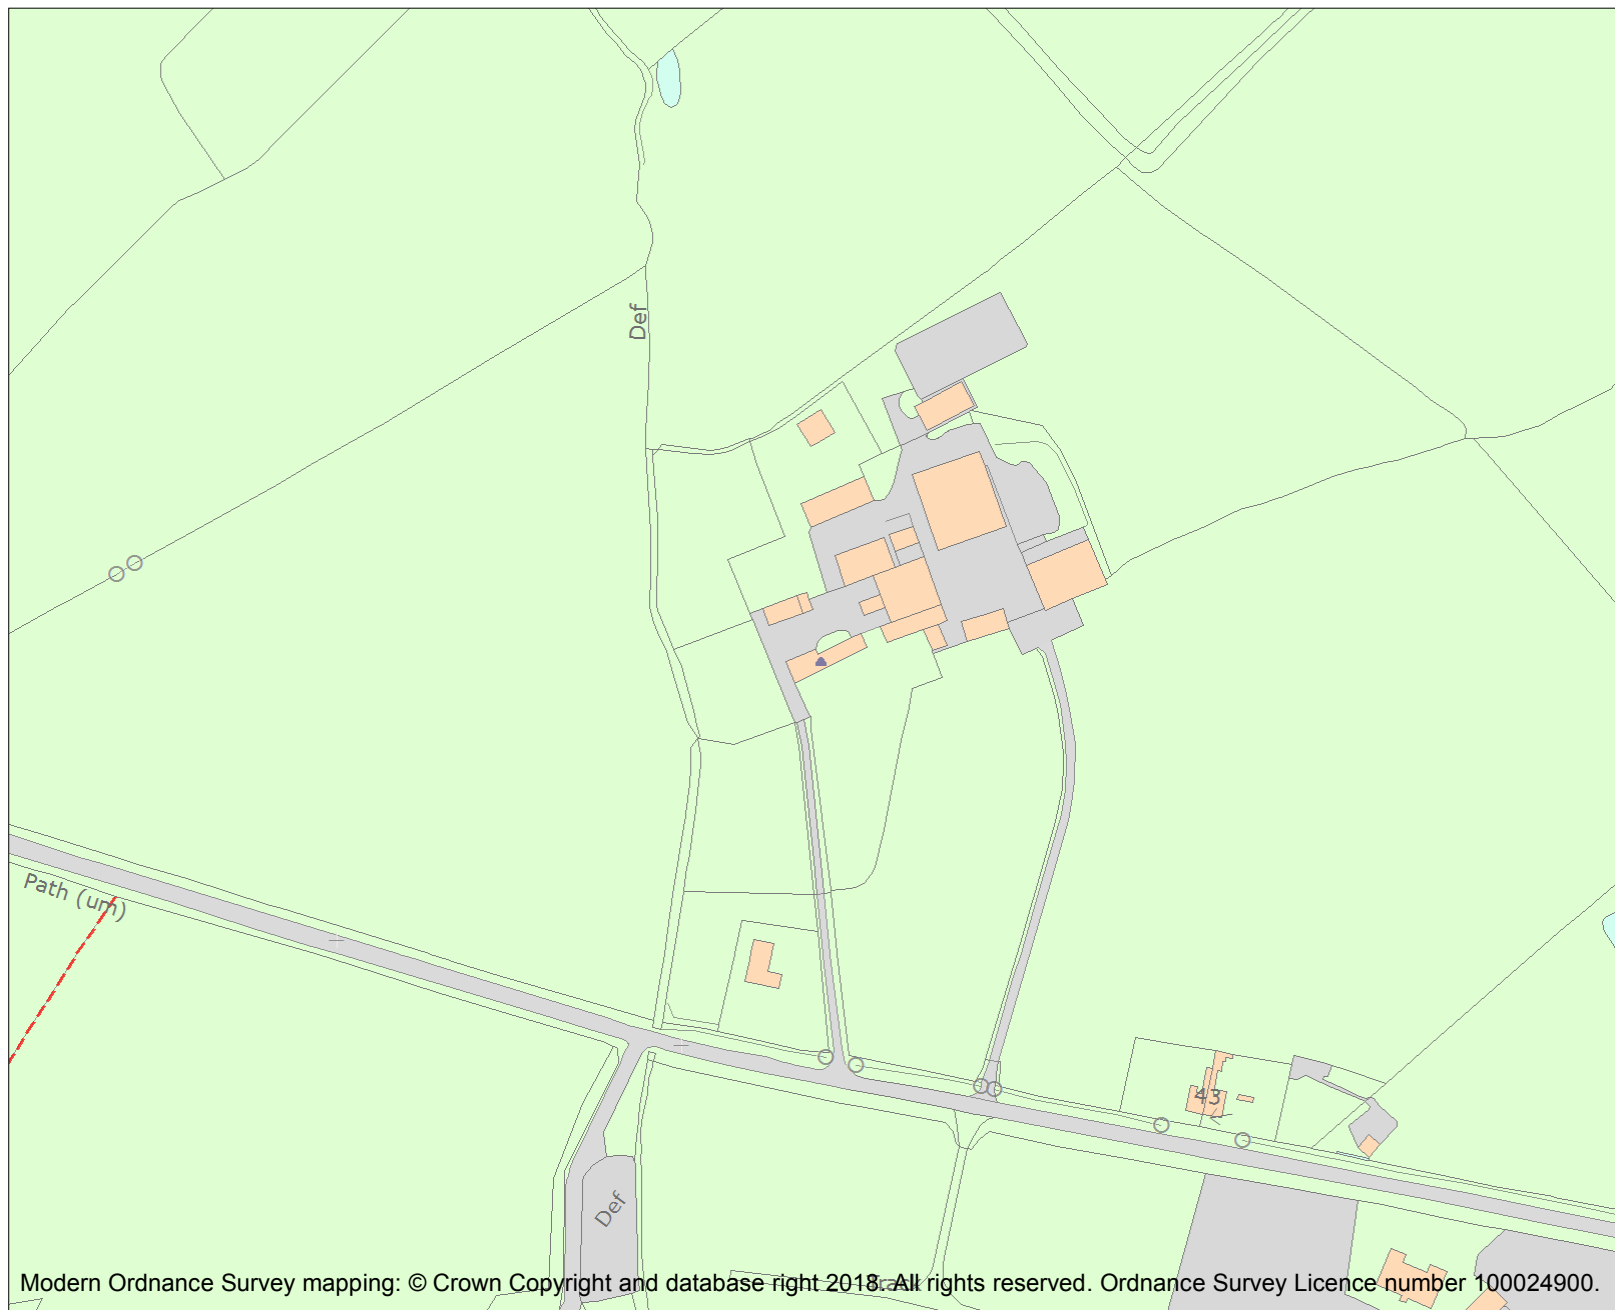 Def
Path (um)
43
Def
Track
Modern Ordnance Survey mapping: © Crown Copyright and database right 2018. All rights reserved. Ordnance Survey Licence number 100024900.